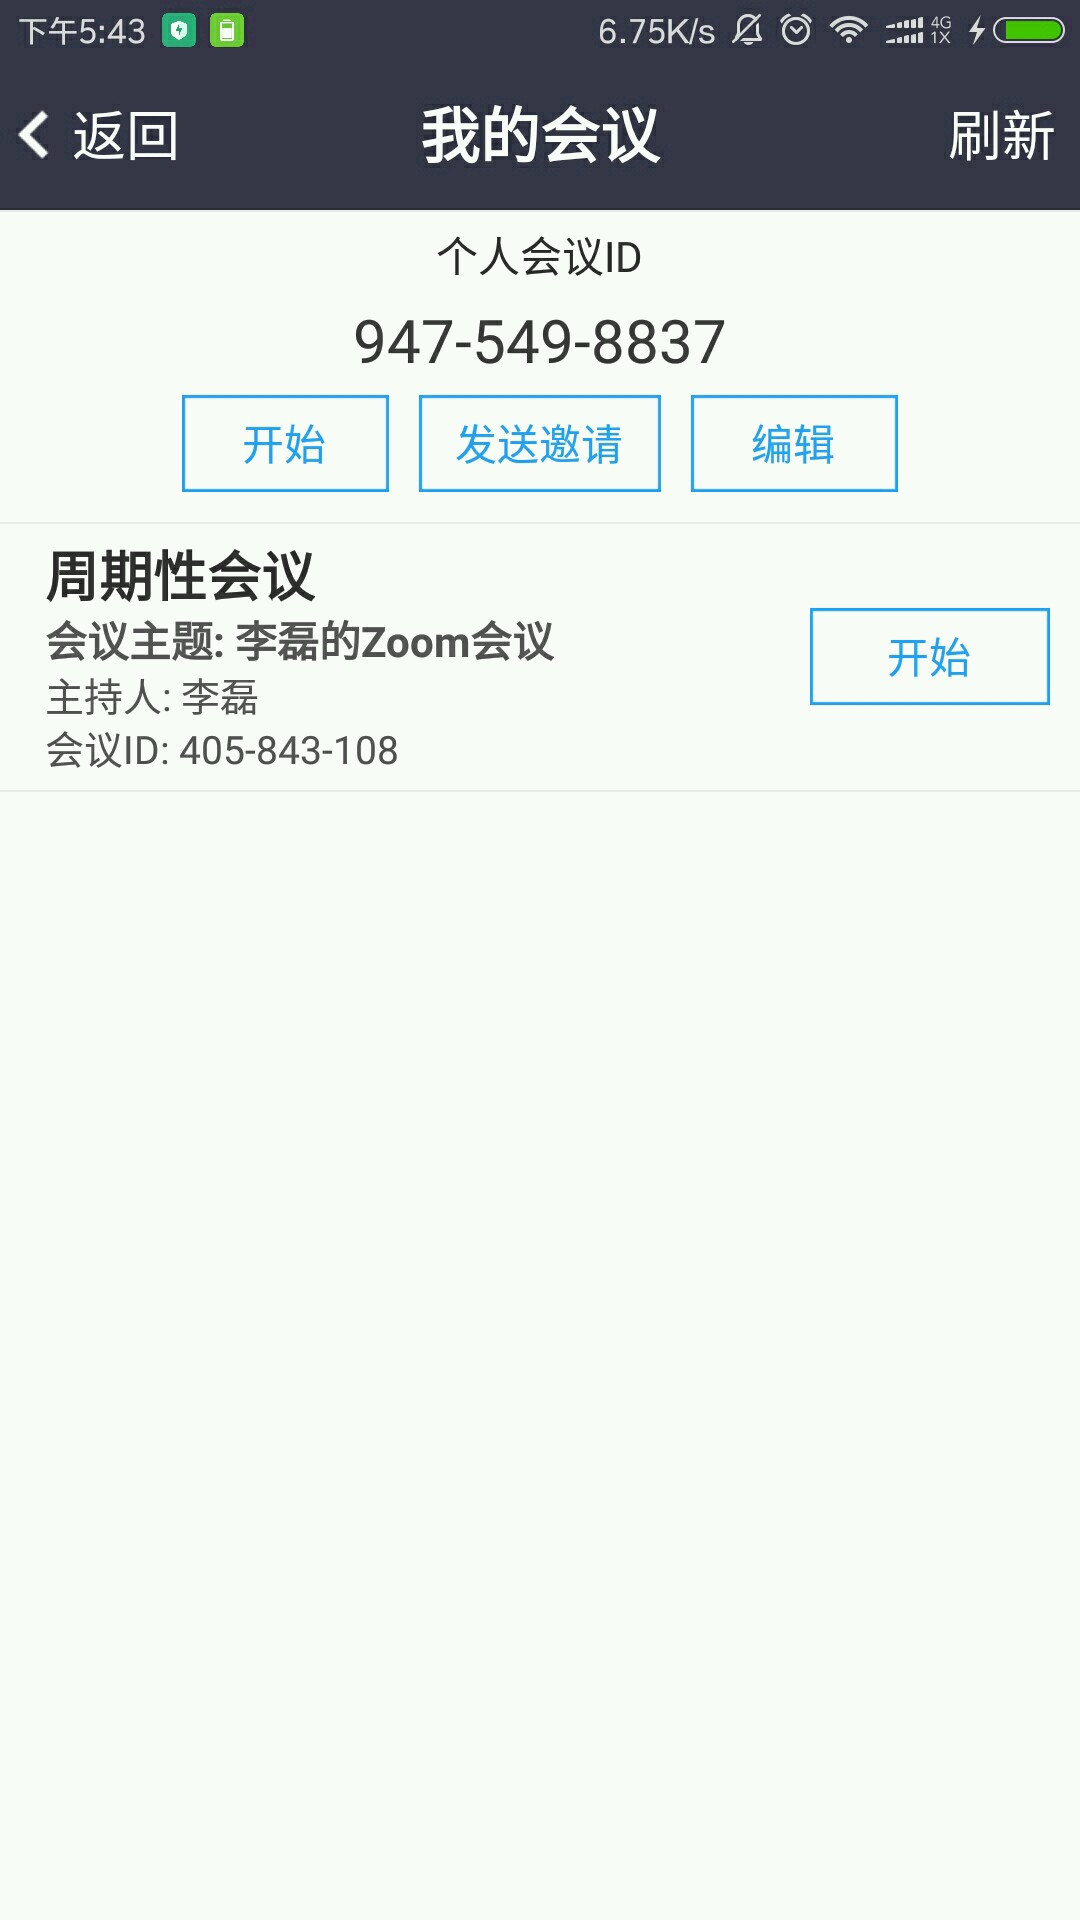 下午5:43 6.75K/s 4G 1X
返回 我的会议 刷新
个人会议ID
947-549-8837
开始 发送邀请 编辑
周期性会议
会议主题: 李磊的Zoom会议
开始
主持人: 李磊
会议ID: 405-843-108